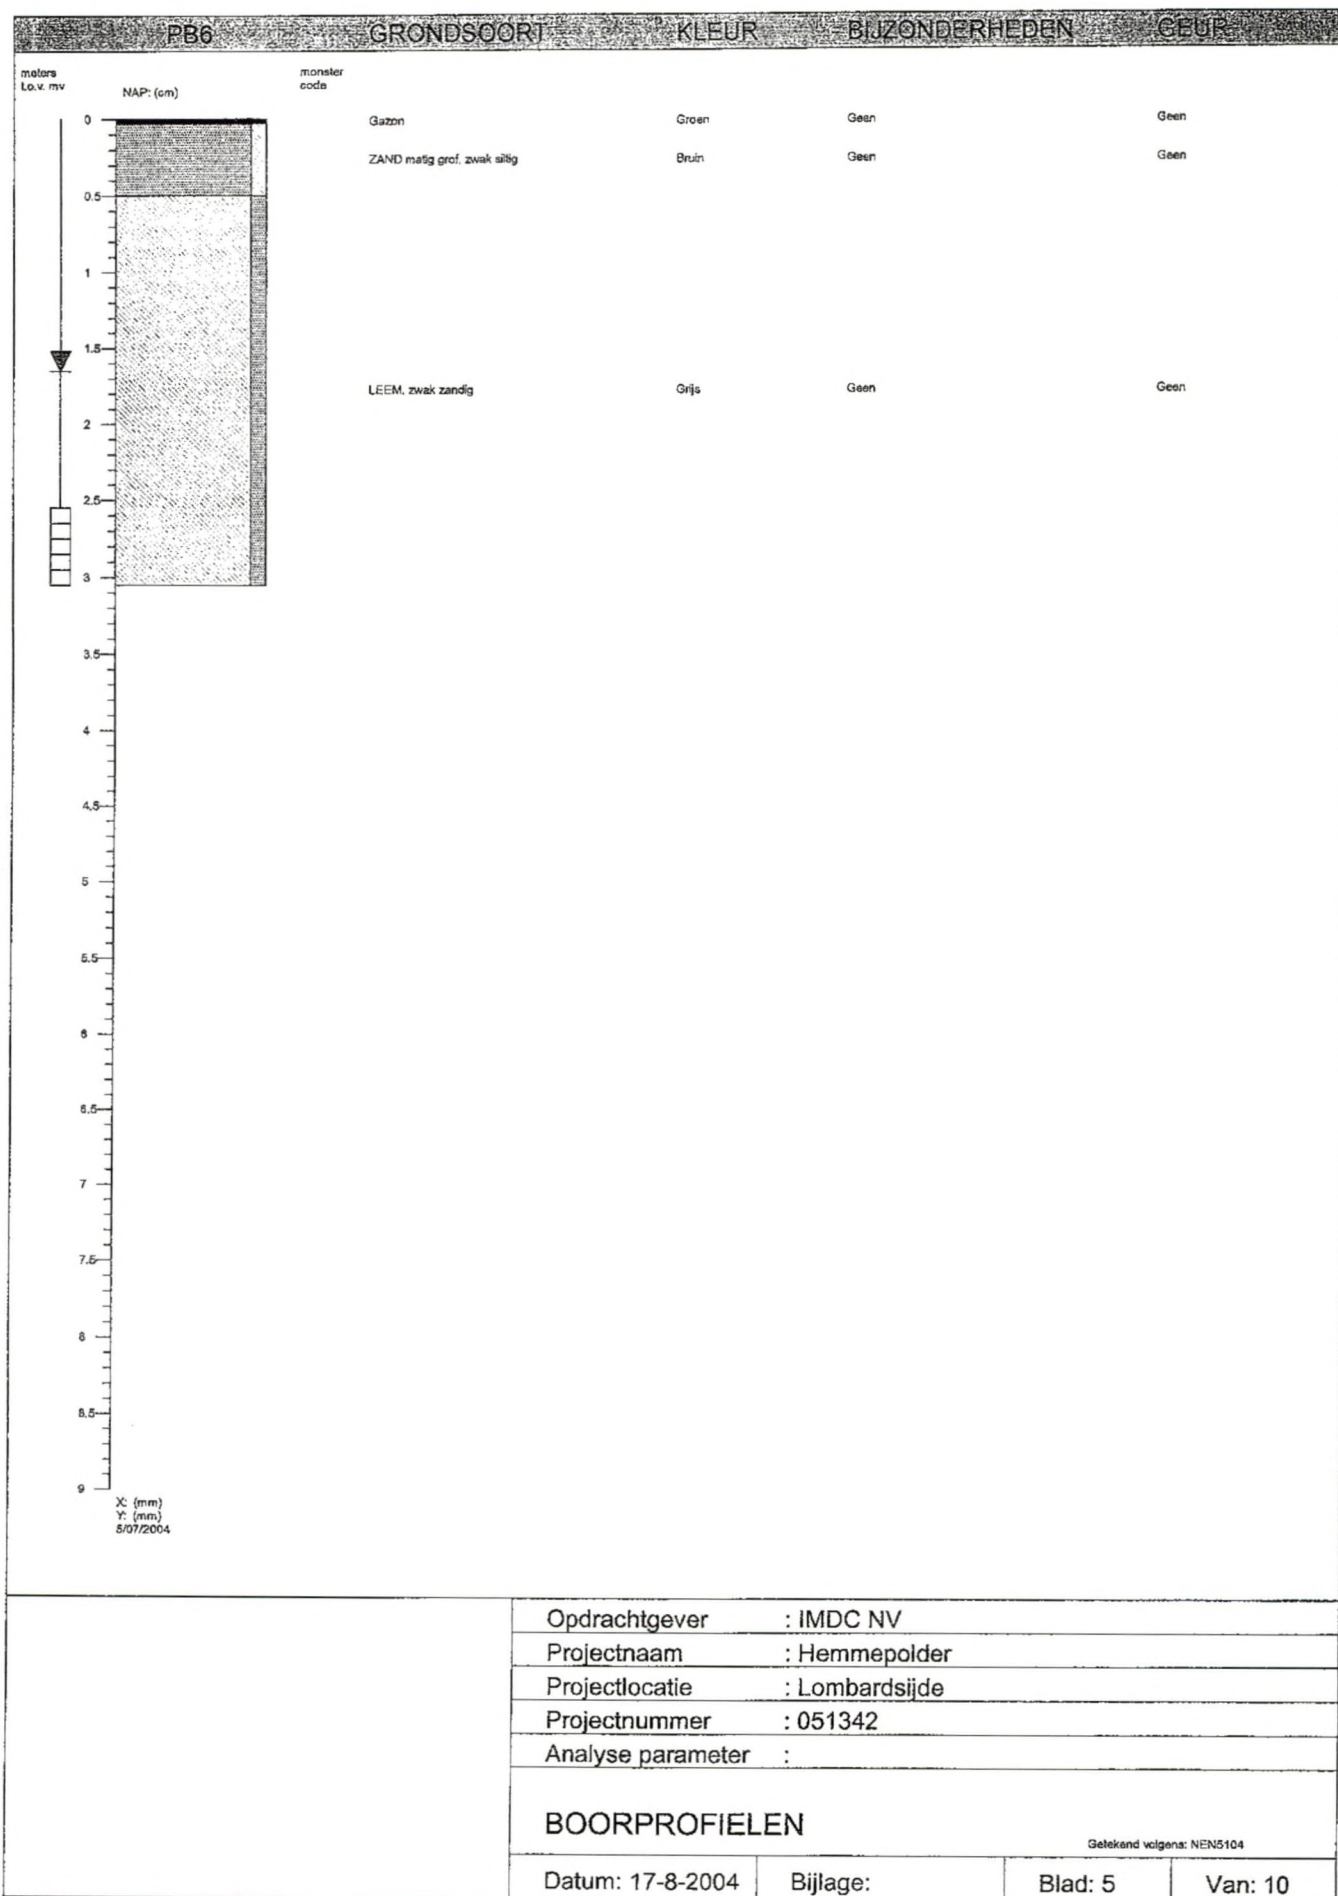 PB6 GRONDSOORT KLEUR BIJZONDERHEDEN GEUR
meters
t.o.v. mv
NAP: (cm)
monster
code
0 Gazon Groen Geen Geen
ZAND matig grof, zwak siltig Bruin Geen Geen
0.5
1
1.5
LEEM, zwak zandig Grijs Geen Geen
2
2.5
3
3.5
4
4.5
5
5.5
6
6.5
7
7.5
8
8.5
9
X: (mm)
Y: (mm)
5/07/2004
Opdrachtgever : IMDC NV
Projectnaam : Hemmepolder
Projectlocatie : Lombardsijde
Projectnummer : 051342
Analyse parameter :
BOORPROFIELEN
Getekend volgens: NEN5104
Datum: 17-8-2004 Bijlage: Blad: 5 Van: 10